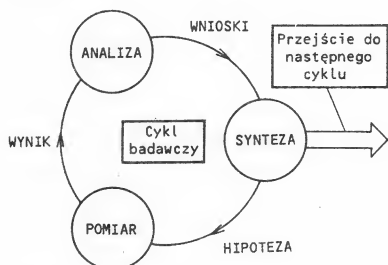 WNIOSKI
Przejście do
następnego
cyklu
ANALIZA
Cykl
badawczy
SYNTEZA
WYNIK
POMIAR
HIPOTEZA